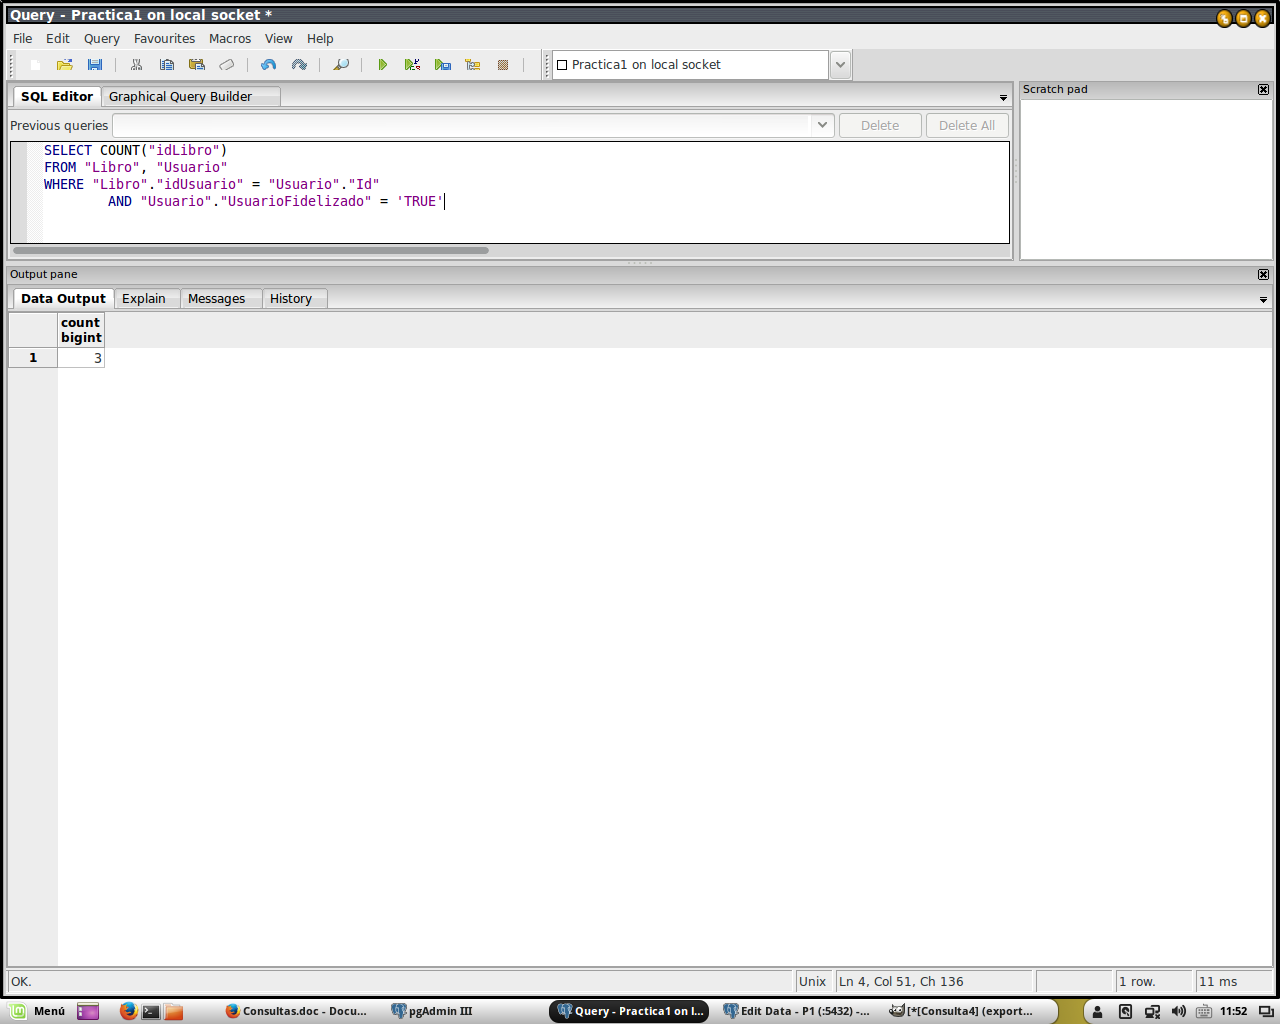 Query - Practica1 on local socket *
File Edit Query Favourites Macros View Help
Practica1 on local socket
SQL Editor Graphical Query Builder
Scratch pad
Previous queries Delete Delete All
SELECT COUNT("idLibro")
FROM "Libro", "Usuario"
WHERE "Libro"."idUsuario" = "Usuario"."Id"
AND "Usuario"."UsuarioFidelizado" = 'TRUE'
Output pane
Data Output Explain Messages History
count
bigint
1 3
OK. Unix Ln 4, Col 51, Ch 136 1 row. 11 ms
Menú Consultas.doc - Docu... pgAdmin III Query - Practica1 on l... Edit Data - P1 (:5432) -... [*[Consulta4] (export... 11:52